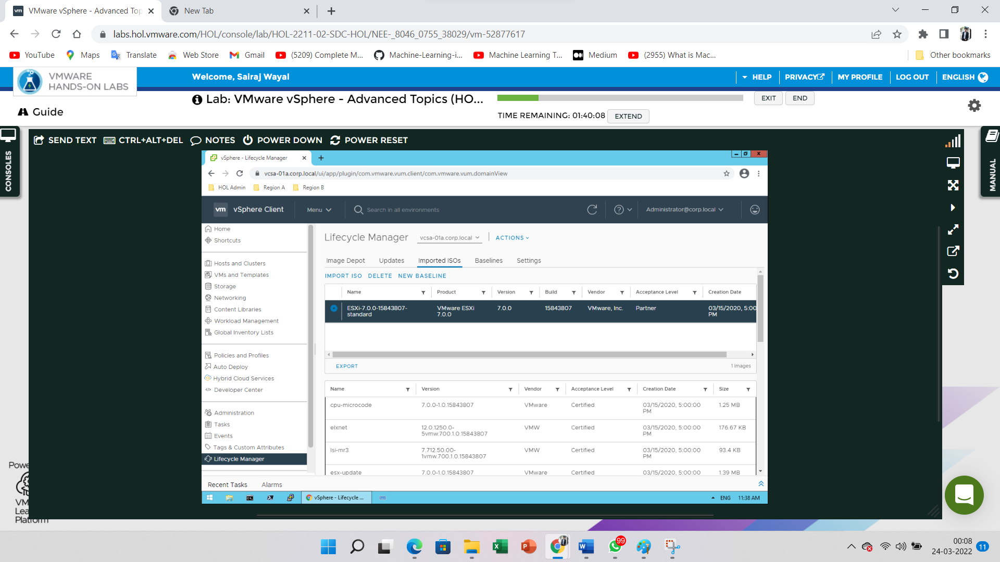 VMware vSphere - Advanced Top
New Tab
labs.hol.vmware.com/HOL/console/lab/HOL-2211-02-SDC-HOL/NEE-_8046_0755_38029/vm-52877617
YouTube
Maps
Translate
Web Store
Gmail
(5209) Complete M...
Machine-Learning-i...
Machine Learning T...
Medium
(2955) What is Mac...
Other bookmarks
VMWARE
HANDS-ON LABS
Welcome, Sairaj Wayal
HELP
PRIVACY
MY PROFILE
LOG OUT
ENGLISH
Guide
Lab: VMware vSphere - Advanced Topics (HO...
EXIT
END
TIME REMAINING: 01:40:08
EXTEND
CONSOLES
SEND TEXT
CTRL+ALT+DEL
NOTES
POWER DOWN
POWER RESET
MANUAL
vSphere - Lifecycle Manager
vcsa-01a.corp.local/ui/app/plugin/com.vmware.vum.client/com.vmware.vum.domainView
HOL Admin
Region A
Region B
vm
vSphere Client
Menu
Search in all environments
Administrator@corp.local
Home
Shortcuts
Hosts and Clusters
VMs and Templates
Storage
Networking
Content Libraries
Workload Management
Global Inventory Lists
Policies and Profiles
Auto Deploy
Hybrid Cloud Services
Developer Center
Administration
Tasks
Events
Tags & Custom Attributes
Lifecycle Manager
Lifecycle Manager
vcsa-01a.corp.local
ACTIONS
Image Depot
Updates
Imported ISOs
Baselines
Settings
IMPORT ISO
DELETE
NEW BASELINE
Name
Product
Version
Build
Vendor
Acceptance Level
Creation Date
ESXi-7.0.0-15843807-
standard
VMware ESXi
7.0.0
7.0.0
15843807
VMware, Inc.
Partner
03/15/2020, 5:00
PM
EXPORT
1 Images
Name
Version
Vendor
Acceptance Level
Creation Date
Size
cpu-microcode
7.0.0-1.0.15843807
VMware
Certified
03/15/2020, 5:00:00
PM
1.25 MB
elxnet
12.0.1250.0-
5vmw.700.1.0.15843807
VMW
Certified
03/15/2020, 5:00:00
PM
176.67 KB
lsi-mr3
7.712.50.00-
1vmw.700.1.0.15843807
VMW
Certified
03/15/2020, 5:00:00
PM
93.4 KB
esx-update
7.0.0-1.0.15843807
VMware
Certified
03/15/2020, 5:00:00
1.39 MB
Recent Tasks
Alarms
vSphere - Lifecycle ...
ENG
11:38 AM
Powe
VM
Lea
Platform
99
00:08
24-03-2022
11